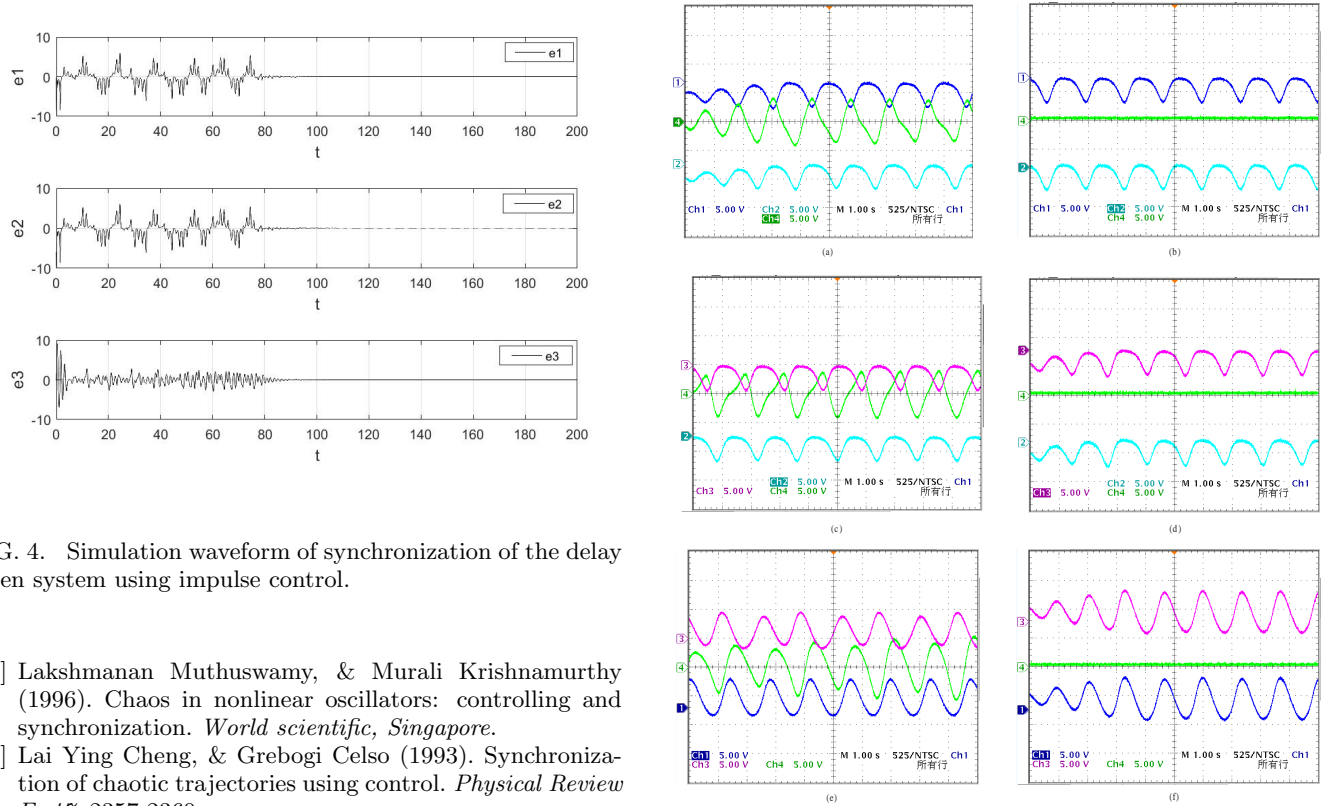 10
0
-10
e1
e1
0 20 40 60 80 100 120 140 160 180 200
t
10
0
-10
e2
e2
0 20 40 60 80 100 120 140 160 180 200
t
10
0
-10
e3
e3
0 20 40 60 80 100 120 140 160 180 200
t
G. 4. Simulation waveform of synchronization of the delay
en system using impulse control.
] Lakshmanan Muthuswamy, & Murali Krishnamurthy
(1996). Chaos in nonlinear oscillators: controlling and
synchronization. World scientific, Singapore.
] Lai Ying Cheng, & Grebogi Celso (1993). Synchroniza-
tion of chaotic trajectories using control. Physical Review
1
4
2
Ch1 5.00 V Ch2 5.00 V M 1.00 s 525/NTSC Ch1
Ch4 5.00 V 所有行
(a)
1
4
2
Ch1 5.00 V Ch2 5.00 V M 1.00 s 525/NTSC Ch1
Ch4 5.00 V 所有行
(b)
3
4
2
Ch2 5.00 V M 1.00 s 525/NTSC Ch1
Ch3 5.00 V Ch4 5.00 V 所有行
(c)
3
4
2
Ch2 5.00 V M 1.00 s 525/NTSC Ch1
Ch3 5.00 V Ch4 5.00 V 所有行
(d)
3
4
1
Ch1 5.00 V M 1.00 s 525/NTSC Ch1
Ch3 5.00 V Ch4 5.00 V 所有行
(e)
3
4
1
Ch1 5.00 V M 1.00 s 525/NTSC Ch1
Ch3 5.00 V Ch4 5.00 V 所有行
(f)